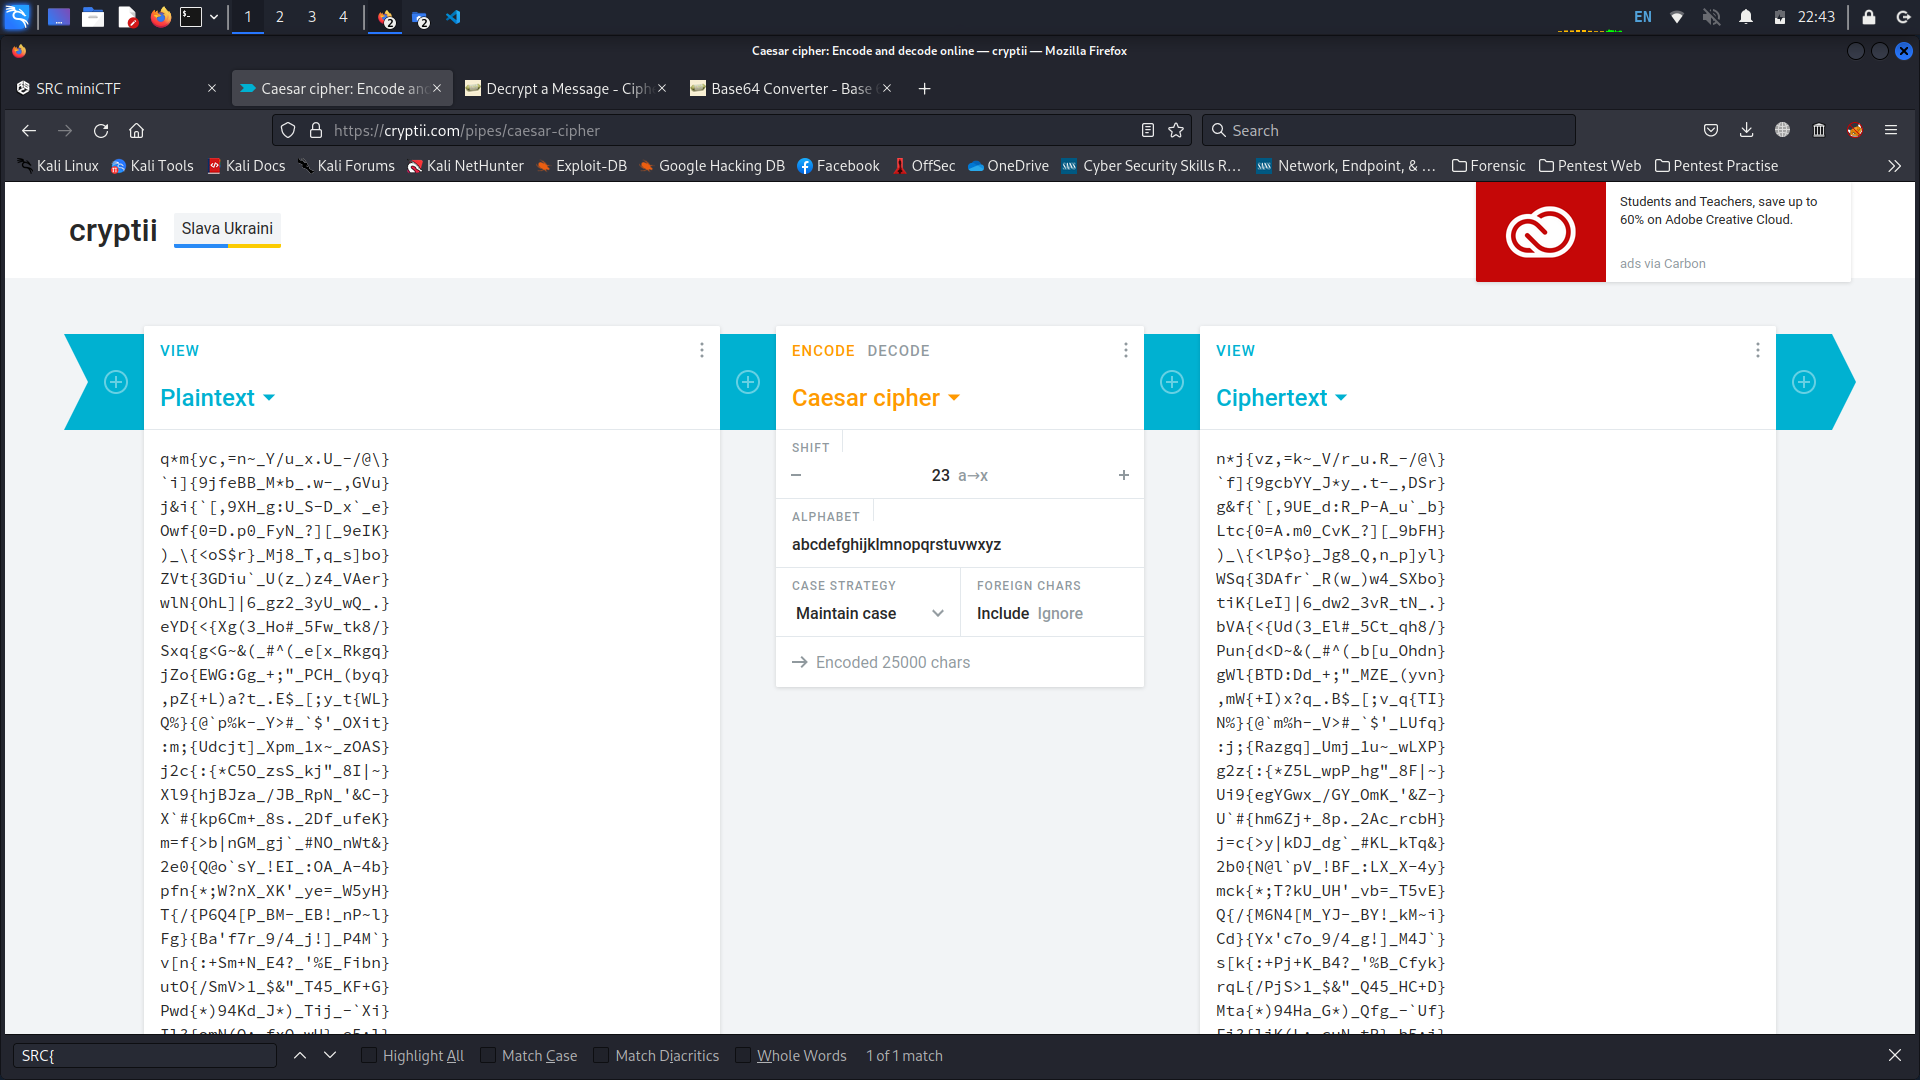 1
2
3
4
2
2
EN
22:43
Caesar cipher: Encode and decode online — cryptii — Mozilla Firefox
SRC miniCTF
Caesar cipher: Encode an
Decrypt a Message - Ciph
Base64 Converter - Base
https://cryptii.com/pipes/caesar-cipher
Search
Kali Linux
Kali Tools
Kali Docs
Kali Forums
Kali NetHunter
Exploit-DB
Google Hacking DB
Facebook
OffSec
OneDrive
Cyber Security Skills R...
Network, Endpoint, & ...
Forensic
Pentest Web
Pentest Practise
cryptii
Slava Ukraini
Students and Teachers, save up to
60% on Adobe Creative Cloud.
ads via Carbon
VIEW
Plaintext
q*m{yc,=n~_Y/u_x.U_-/@\}
`i]{9jfeBB_M*b_.w-_,GVu}
j&i{`[,9XH_g:U_S-D_x`_e}
Owf{0=D.p0_FyN_?][_9eIK}
)_\{<oS$r}_Mj8_T,q_s]bo}
ZVt{3GDiu`_U(z_)z4_VAer}
wlN{OhL]|6_gz2_3yU_wQ_.}
eYD{<{Xg(3_Ho#_5Fw_tk8/}
Sxq{g<G~&(_#^(_e[x_Rkgq}
jZo{EWG:Gg_+;"_PCH_(byq}
,pZ{+L)a?t_.E$_[;y_t{WL}
Q%}{@`p%k-_Y>#_`$'_OXit}
:m;{Udcjt]_Xpm_1x~_zOAS}
j2c{:{*C5O_zsS_kj"_8I|~}
Xl9{hjBJza_/JB_RpN_'&C-}
X`#{kp6Cm+_8s._2Df_ufeK}
m=f{>b|nGM_gj`_#NO_nWt&}
2e0{Q@o`sY_!EI_:OA_A-4b}
pfn{*;W?nX_XK'_ye=_W5yH}
T{/{P6Q4[P_BM-_EB!_nP~l}
Fg}{Ba'f7r_9/4_j!]_P4M`}
v[n{:+Sm+N_E4?_'%E_Fibn}
utO{/SmV>1_$&"_T45_KF+G}
Pwd{*)94Kd_J*)_Tij_-`Xi}
ENCODE DECODE
Caesar cipher
SHIFT
− 23 a→x +
ALPHABET
abcdefghijklmnopqrstuvwxyz
CASE STRATEGY
Maintain case
FOREIGN CHARS
Include Ignore
→ Encoded 25000 chars
VIEW
Ciphertext
n*j{vz,=k~_V/r_u.R_-/@\}
`f]{9gcbYY_J*y_.t-_,DSr}
g&f{`[,9UE_d:R_P-A_u`_b}
Ltc{0=A.m0_CvK_?][_9bFH}
)_\{<lP$o}_Jg8_Q,n_p]yl}
WSq{3DAfr`_R(w_)w4_SXbo}
tiK{LeI]|6_dw2_3vR_tN_.}
bVA{<{Ud(3_El#_5Ct_qh8/}
Pun{d<D~&(_#^(_b[u_Ohdn}
gWl{BTD:Dd_+;"_MZE_(yvn}
,mW{+I)x?q_.B$_[;v_q{TI}
N%}{@`m%h-_V>#_`$'_LUfq}
:j;{Razgq]_Umj_1u~_wLXP}
g2z{:{*Z5L_wpP_hg"_8F|~}
Ui9{egYGwx_/GY_OmK_'&Z-}
U`#{hm6Zj+_8p._2Ac_rcbH}
j=c{>y|kDJ_dg`_#KL_kTq&}
2b0{N@l`pV_!BF_:LX_X-4y}
mck{*;T?kU_UH'_vb=_T5vE}
Q{/{M6N4[M_YJ-_BY!_kM~i}
Cd}{Yx'c7o_9/4_g!]_M4J`}
s[k{:+Pj+K_B4?_'%B_Cfyk}
rqL{/PjS>1_$&"_Q45_HC+D}
Mta{*)94Ha_G*)_Qfg_-`Uf}
SRC{
Highlight All
Match Case
Match Diacritics
Whole Words
1 of 1 match